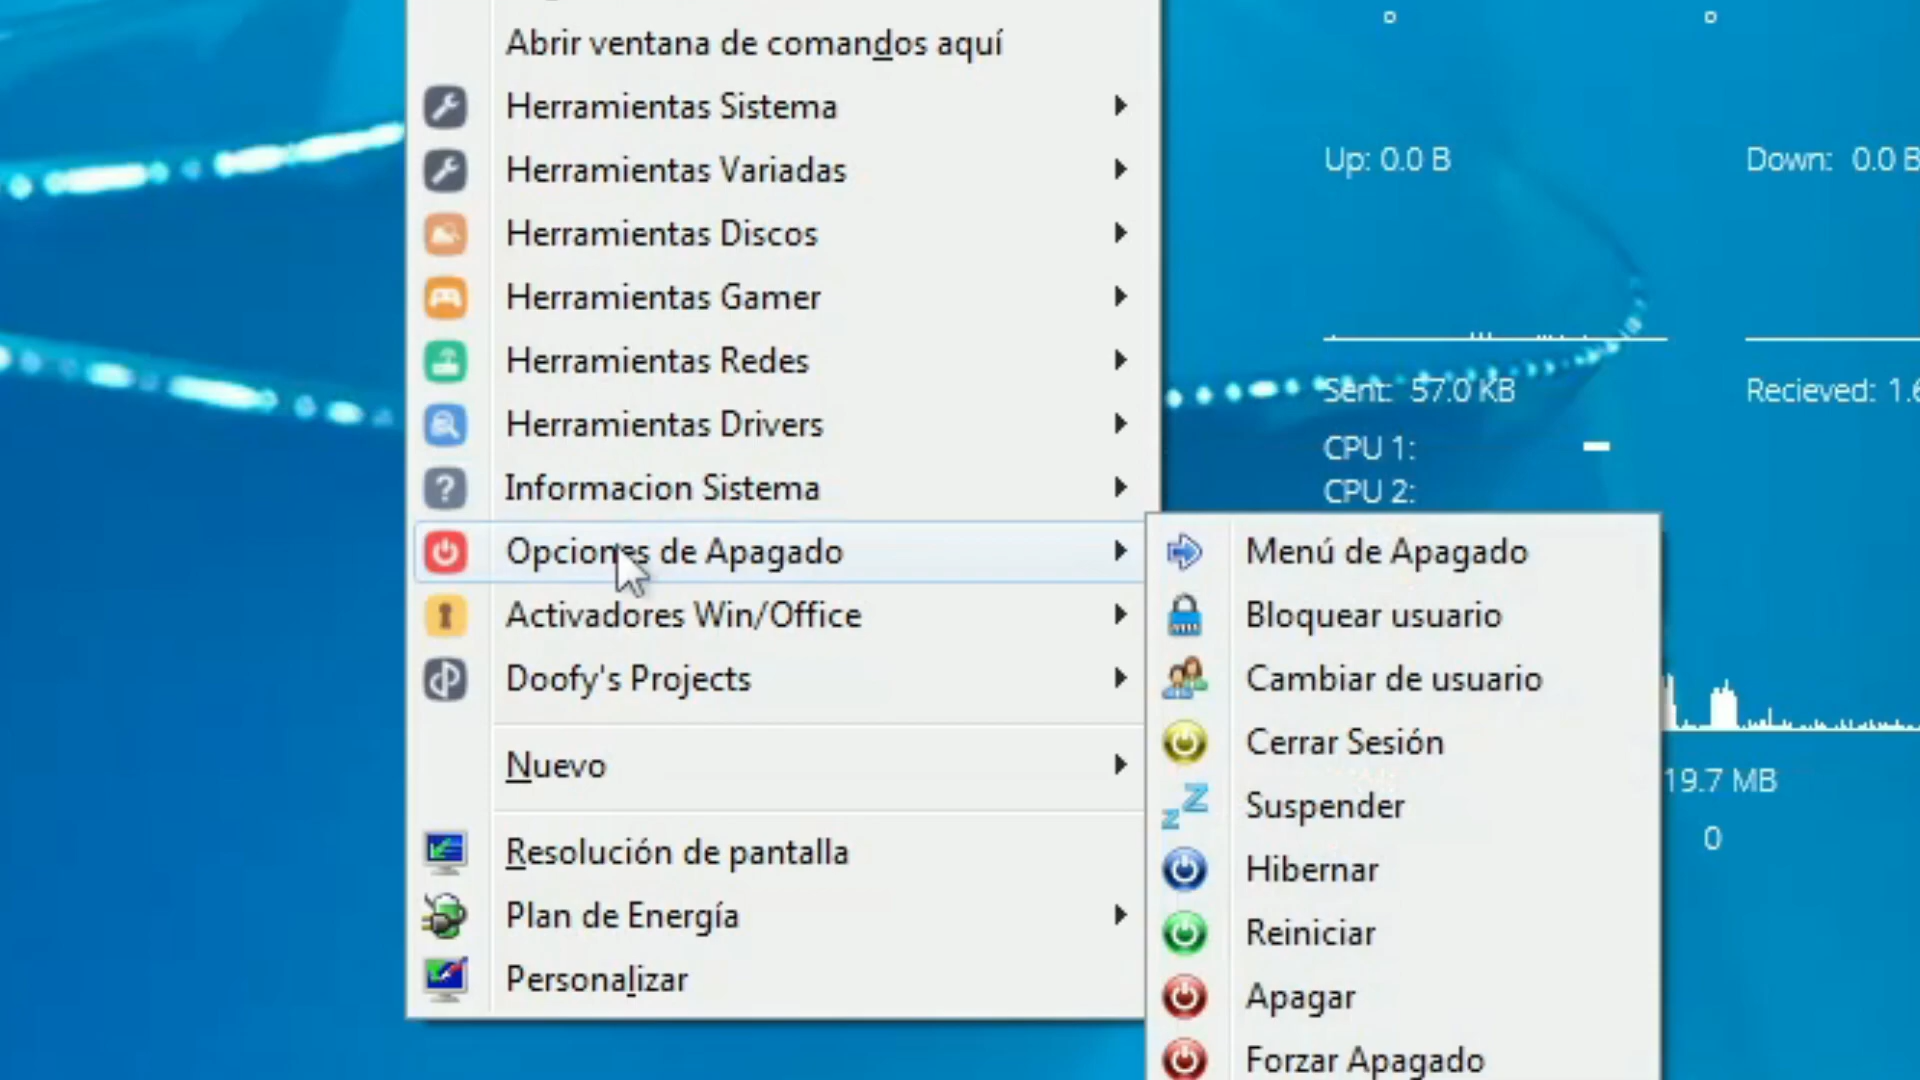 Abrir ventana de comandos aquí
Herramientas Sistema
Herramientas Variadas
Herramientas Discos
Herramientas Gamer
Herramientas Redes
Herramientas Drivers
Informacion Sistema
Opciones de Apagado
Activadores Win/Office
Doofy's Projects
Nuevo
Resolución de pantalla
Plan de Energía
Personalizar
Menú de Apagado
Bloquear usuario
Cambiar de usuario
Cerrar Sesión
Suspender
Hibernar
Reiniciar
Apagar
Forzar Apagado
Up: 0.0 B
Down: 0.0 B
Sent: 57.0 KB
Recieved: 1.6
CPU 1:
CPU 2:
19.7 MB
0